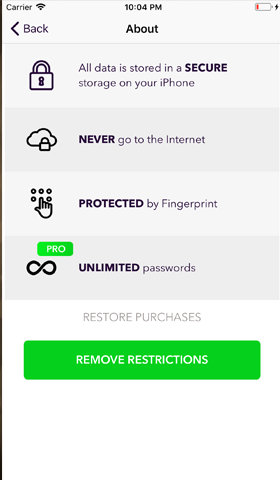 Carrier 10:04 PM
Back About
All data is stored in a SECURE
storage on your iPhone
NEVER go to the Internet
PROTECTED by Fingerprint
PRO
UNLIMITED passwords
RESTORE PURCHASES
REMOVE RESTRICTIONS